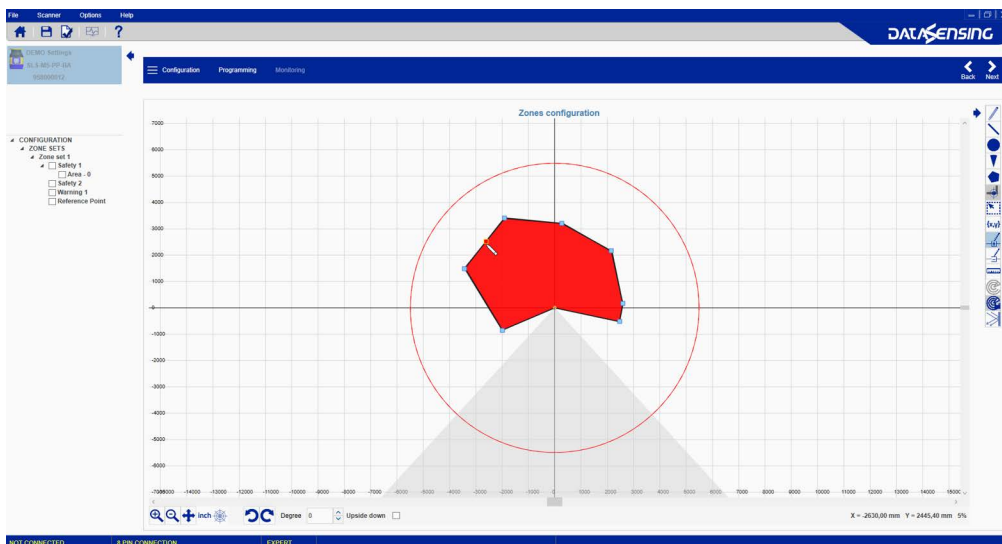 File Scanner Options Help
DATASENSING
DEMO Settings
SLS-M5-PP-BA
Configuration Programming Monitoring
Back Next
Zones configuration
CONFIGURATION
ZONE SETS
Zone set 1
Safety 1
Area - 0
Safety 2
Warning 1
Reference Point
(x,y)
7000
6000
5000
4000
3000
2000
1000
0
-1000
-2000
-3000
-4000
-5000
-6000
-14000 -13000 -12000 -11000 -10000 -9000 -8000 -7000 -6000 -5000 -4000 -3000 -2000 -1000 0 1000 2000 3000 4000 5000 6000 7000 8000 9000 10000 11000 12000 13000 14000
inch Degree 0 Upside down
X = -2630,00 mm Y = 2445,40 mm 5%
NOT CONNECTED 8 PIN CONNECTION EXPERT